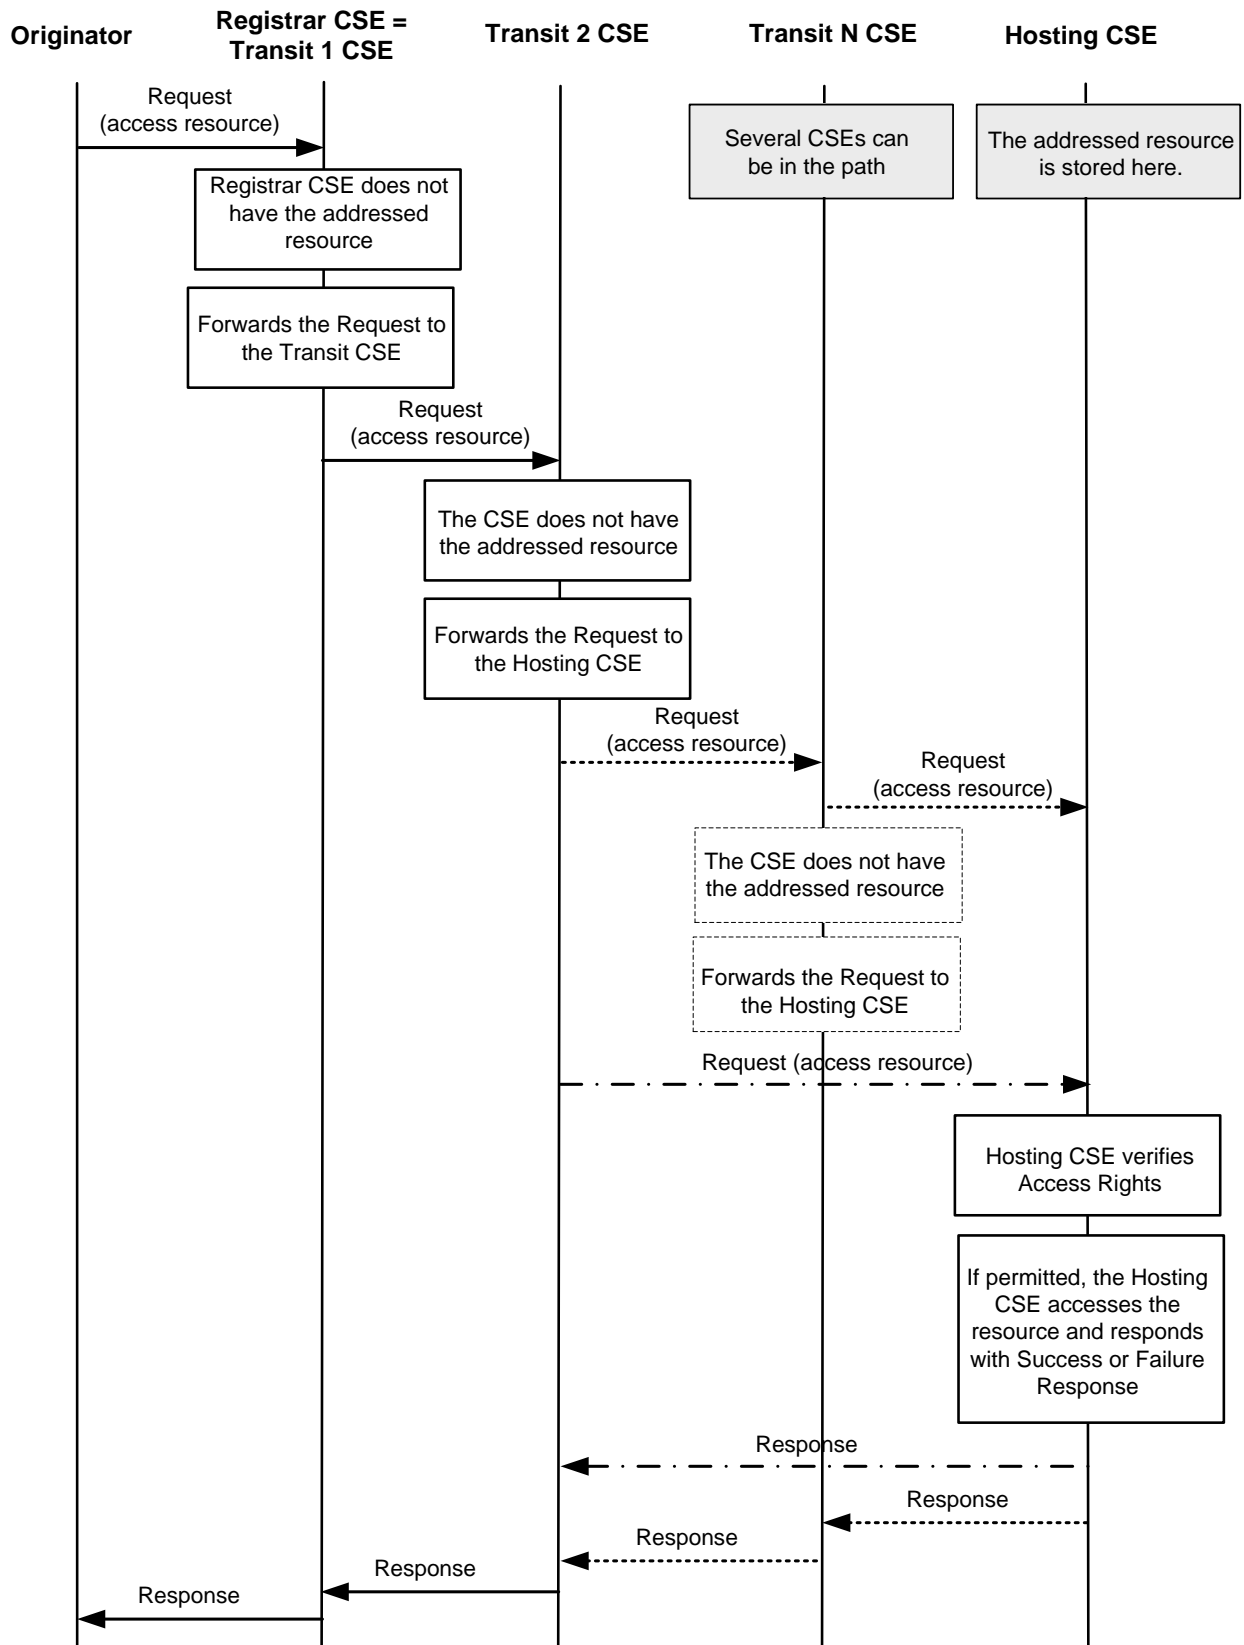 Originator
Registrar CSE =
Transit 1 CSE
Transit 2 CSE
Transit N CSE
Hosting CSE
Request
(access resource)
Several CSEs can
be in the path
The addressed resource
is stored here.
Registrar CSE does not
have the addressed
resource
Forwards the Request to
the Transit CSE
Request
(access resource)
The CSE does not have
the addressed resource
Forwards the Request to
the Hosting CSE
Request
(access resource)
Request
(access resource)
The CSE does not have
the addressed resource
Forwards the Request to
the Hosting CSE
Request (access resource)
Hosting CSE verifies
Access Rights
If permitted, the Hosting
CSE accesses the
resource and responds
with Success or Failure
Response
Response
Response
Response
Response
Response